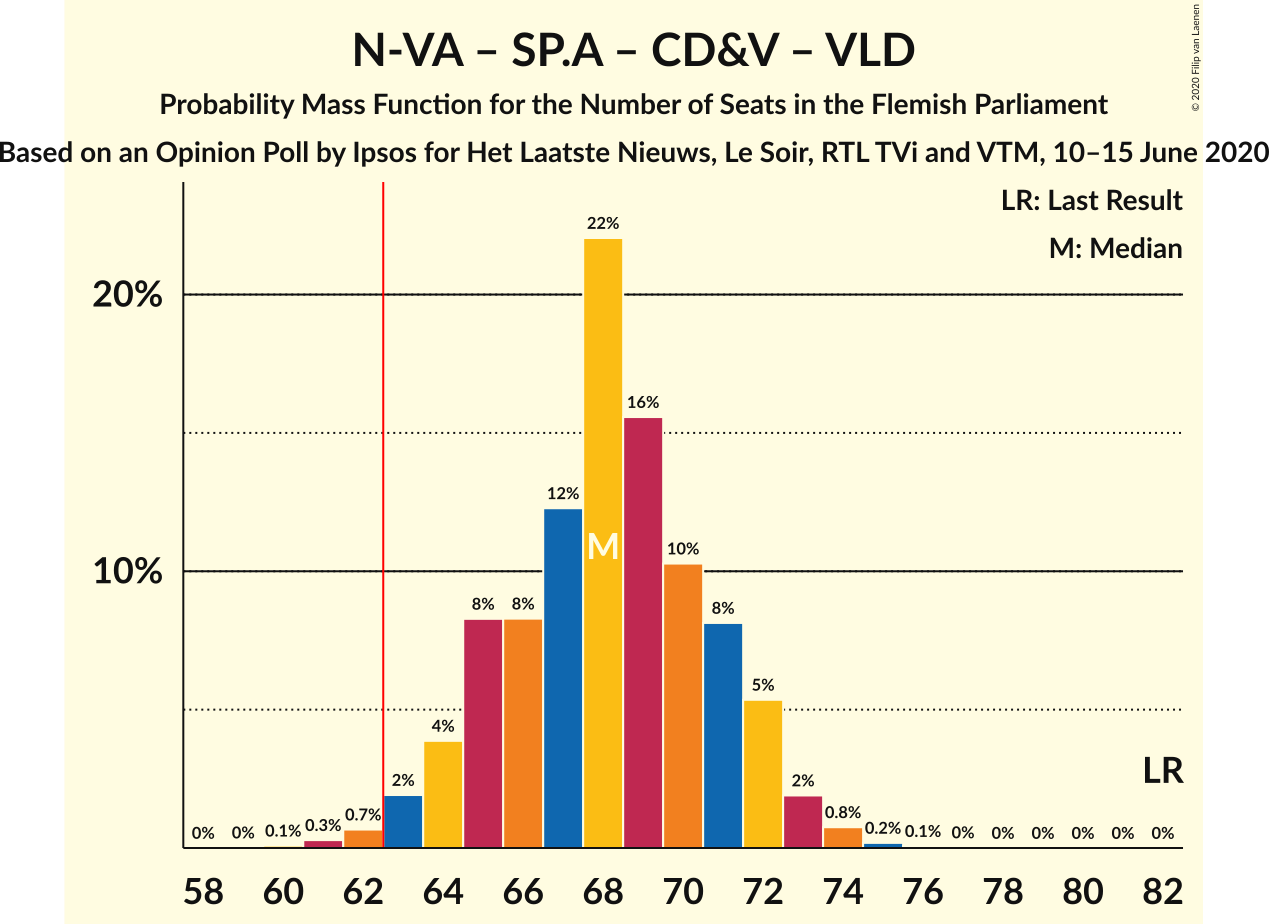 N-VA – SP.A – CD&V – VLD
Probability Mass Function for the Number of Seats in the Flemish Parliament
Based on an Opinion Poll by Ipsos for Het Laatste Nieuws, Le Soir, RTL TVi and VTM, 10–15 June 2020
© 2020 Filip van Laenen
LR: Last Result
M: Median
20%
10%
0% 0% 0.1% 0.3% 0.7% 2% 4% 8% 8% 12% 22% 16% 10% 8% 5% 2% 0.8% 0.2% 0.1% 0% 0% 0% 0% 0% 0%
M
LR
58 60 62 64 66 68 70 72 74 76 78 80 82